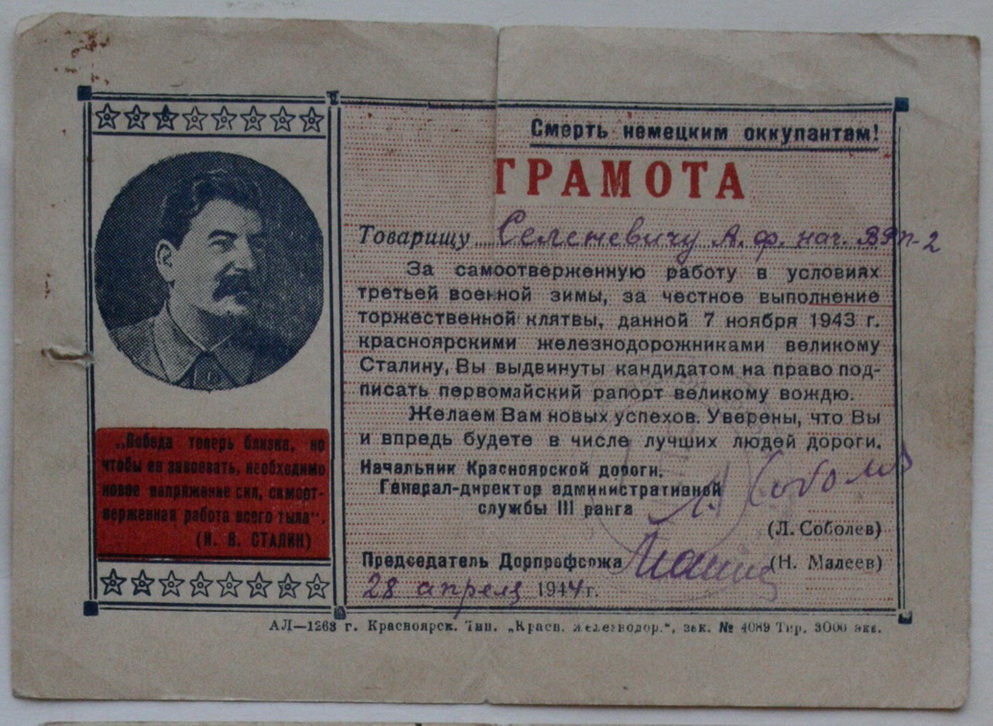 Смерть немецким оккупантам!
ГРАМОТА
Товарищу Селеневичу А. Ф. нач. ВРП-2
За самоотверженную работу в условиях
третьей военной зимы, за честное выполнение
торжественной клятвы, данной 7 ноября 1943 г.
красноярскими железнодорожниками великому
Сталину, Вы выдвинуты кандидатом на право под-
писать первомайский рапорт великому вождю.
Желаем Вам новых успехов. Уверены, что Вы
и впредь будете в числе лучших людей дороги.
Начальник Красноярской дороги.
Генерал-директор административной
службы III ранга
Л. Соболев
(Л. Соболев)
Председатель Дорпрофсожа
(Н. Малеев)
28 апреля 1944 г.
„Победа теперь близка, но
чтобы ее завоевать, необходимо
новое напряжение сил, самоот-
верженная работа всего тыла“.
(И. В. СТАЛИН)
АЛ—1268 г. Красноярск. Тип. „Красн. железнодор.“, зак. № 4089 Тир. 3000 экз.